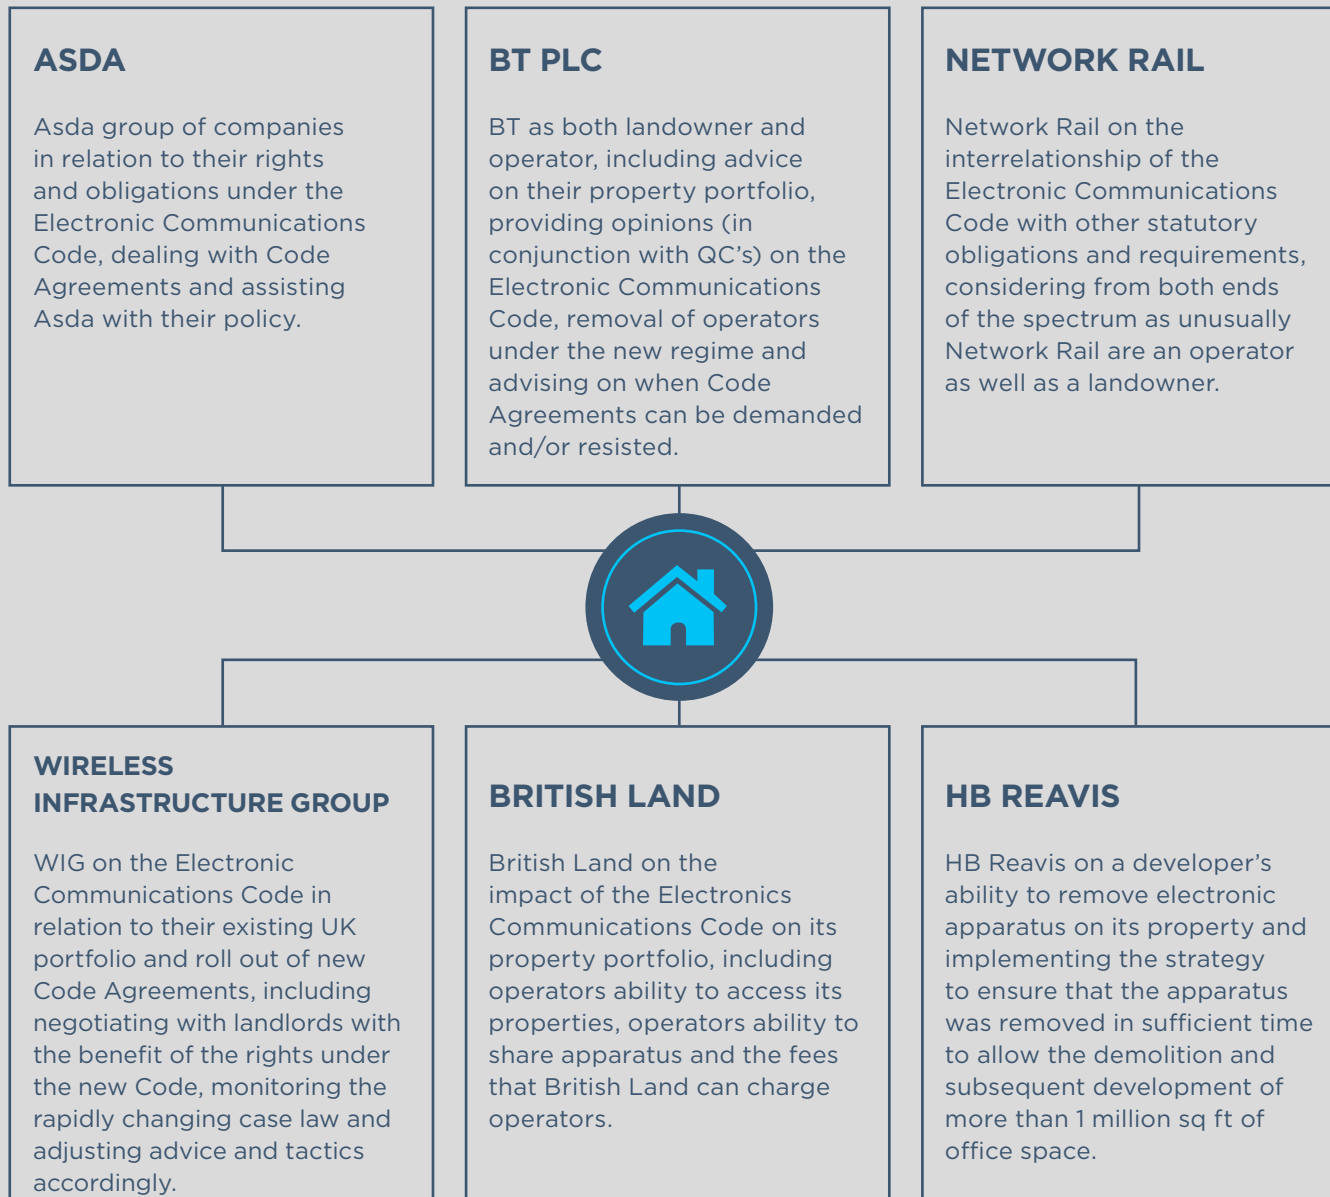 ASDA
Asda group of companies
in relation to their rights
and obligations under the
Electronic Communications
Code, dealing with Code
Agreements and assisting
Asda with their policy.
BT PLC
BT as both landowner and
operator, including advice
on their property portfolio,
providing opinions (in
conjunction with QC's) on the
Electronic Communications
Code, removal of operators
under the new regime and
advising on when Code
Agreements can be demanded
and/or resisted.
NETWORK RAIL
Network Rail on the
interrelationship of the
Electronic Communications
Code with other statutory
obligations and requirements,
considering from both ends
of the spectrum as unusually
Network Rail are an operator
as well as a landowner.
WIRELESS
INFRASTRUCTURE GROUP
WIG on the Electronic
Communications Code in
relation to their existing UK
portfolio and roll out of new
Code Agreements, including
negotiating with landlords with
the benefit of the rights under
the new Code, monitoring the
rapidly changing case law and
adjusting advice and tactics
accordingly.
BRITISH LAND
British Land on the
impact of the Electronics
Communications Code on its
property portfolio, including
operators ability to access its
properties, operators ability to
share apparatus and the fees
that British Land can charge
operators.
HB REAVIS
HB Reavis on a developer's
ability to remove electronic
apparatus on its property and
implementing the strategy
to ensure that the apparatus
was removed in sufficient time
to allow the demolition and
subsequent development of
more than 1 million sq ft of
office space.